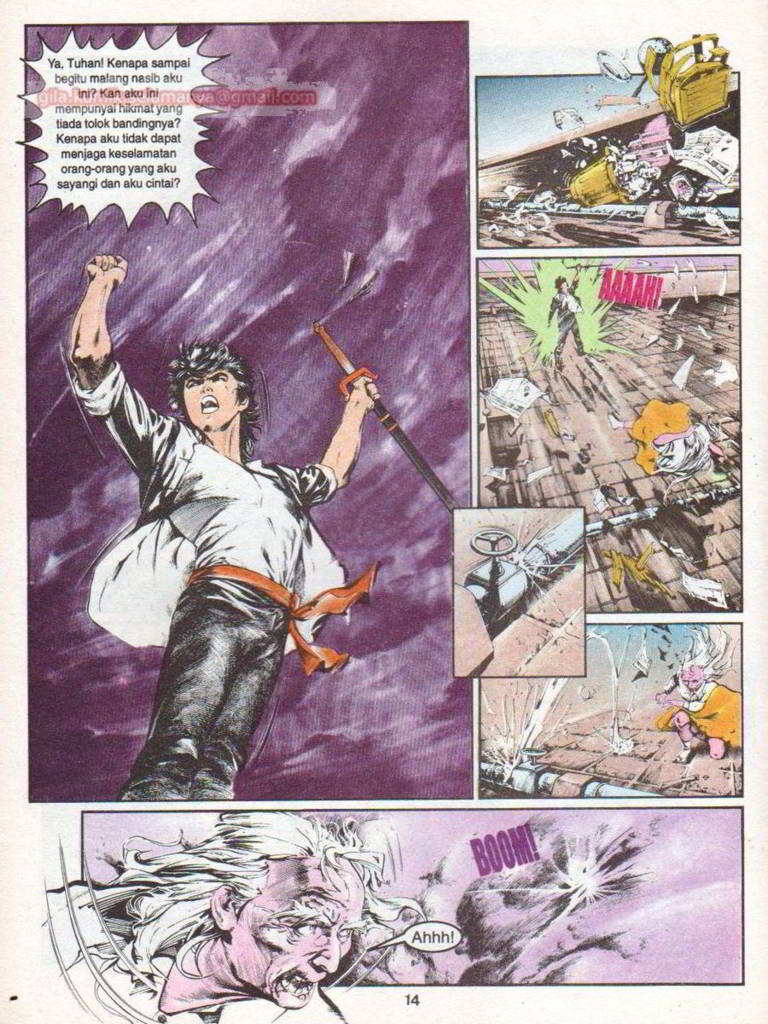 Ya, Tuhan! Kenapa sampai
begitu malang nasib aku
ini? Kan aku ini
mempunyai hikmat yang
tiada tolok bandingnya?
Kenapa aku tidak dapat
menjaga keselamatan
orang-orang yang aku
sayangi dan aku cintai?
AAAAH!
BOOM!
Ahhh!
14